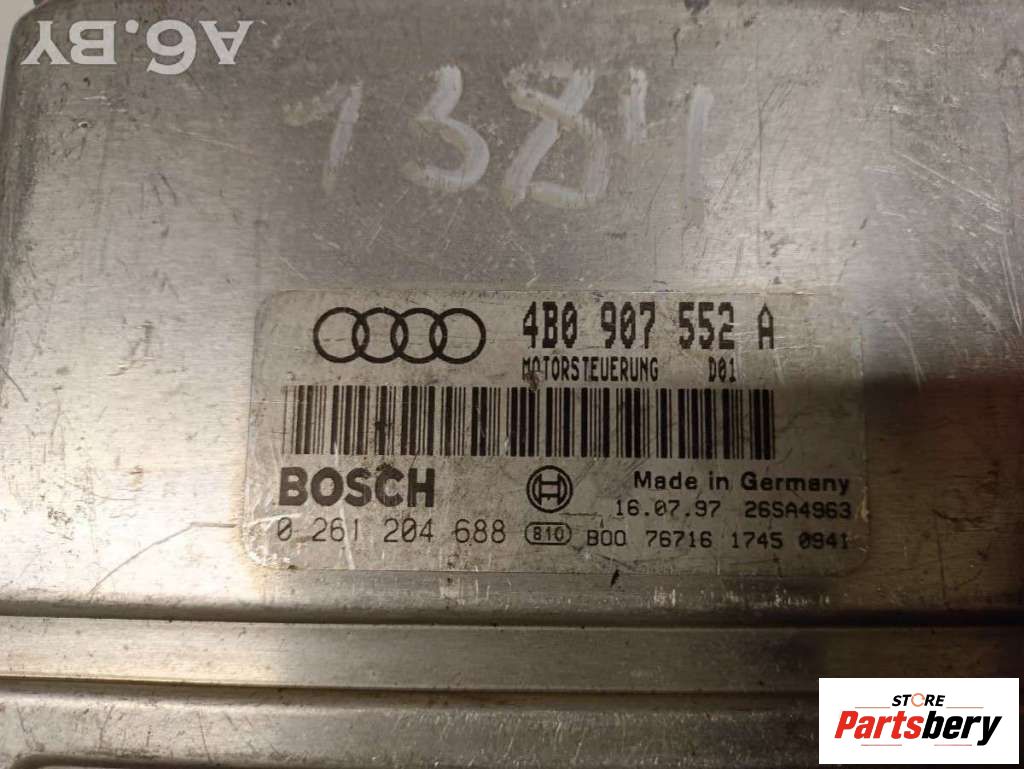 A6.BY
1384
4B0 907 552 A
MOTORSTEUERUNG D01
BOSCH
Made in Germany
16.07.97 26SA4963
0 261 204 688 810 B00 76716 1745 0941
STORE
Partsbery